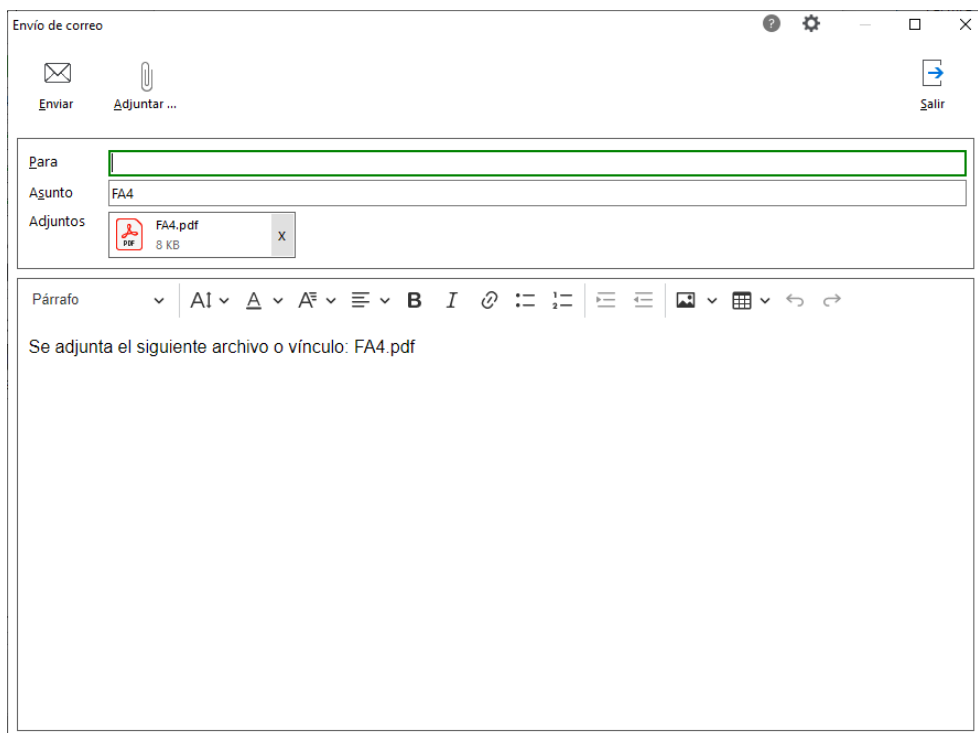 Envío de correo
Enviar
Adjuntar ...
Salir
Para
Asunto
FA4
Adjuntos
PDF
FA4.pdf
8 KB
X
Párrafo
Se adjunta el siguiente archivo o vínculo: FA4.pdf